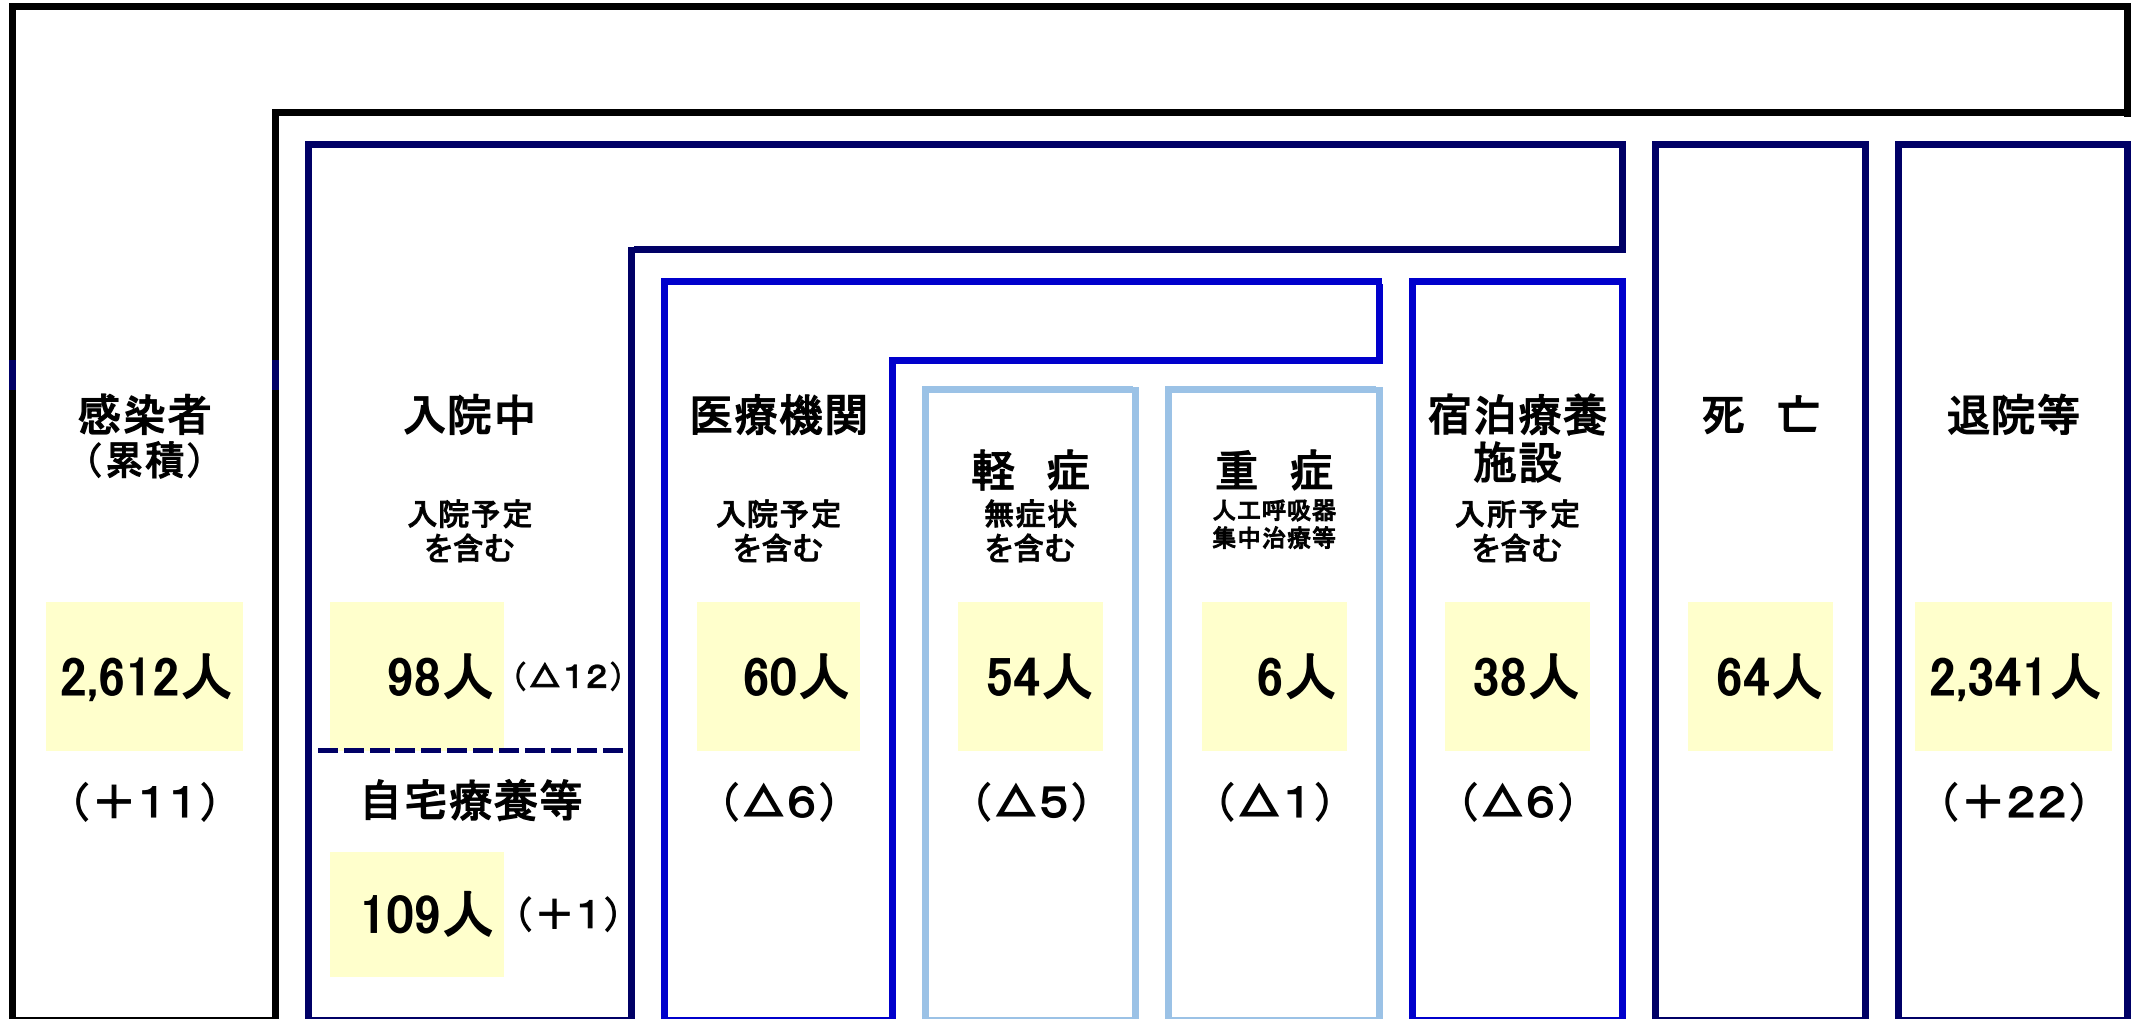 感染者
（累積）
2,612人
（＋11）
入院中
入院予定
を含む
98人 （△12）
自宅療養等
109人 （＋1）
医療機関
入院予定
を含む
60人
（△6）
軽 症
無症状
を含む
54人
（△5）
重 症
人工呼吸器
集中治療等
6人
（△1）
宿泊療養
施設
入所予定
を含む
38人
（△6）
死 亡
64人
退院等
2,341人
（＋22）